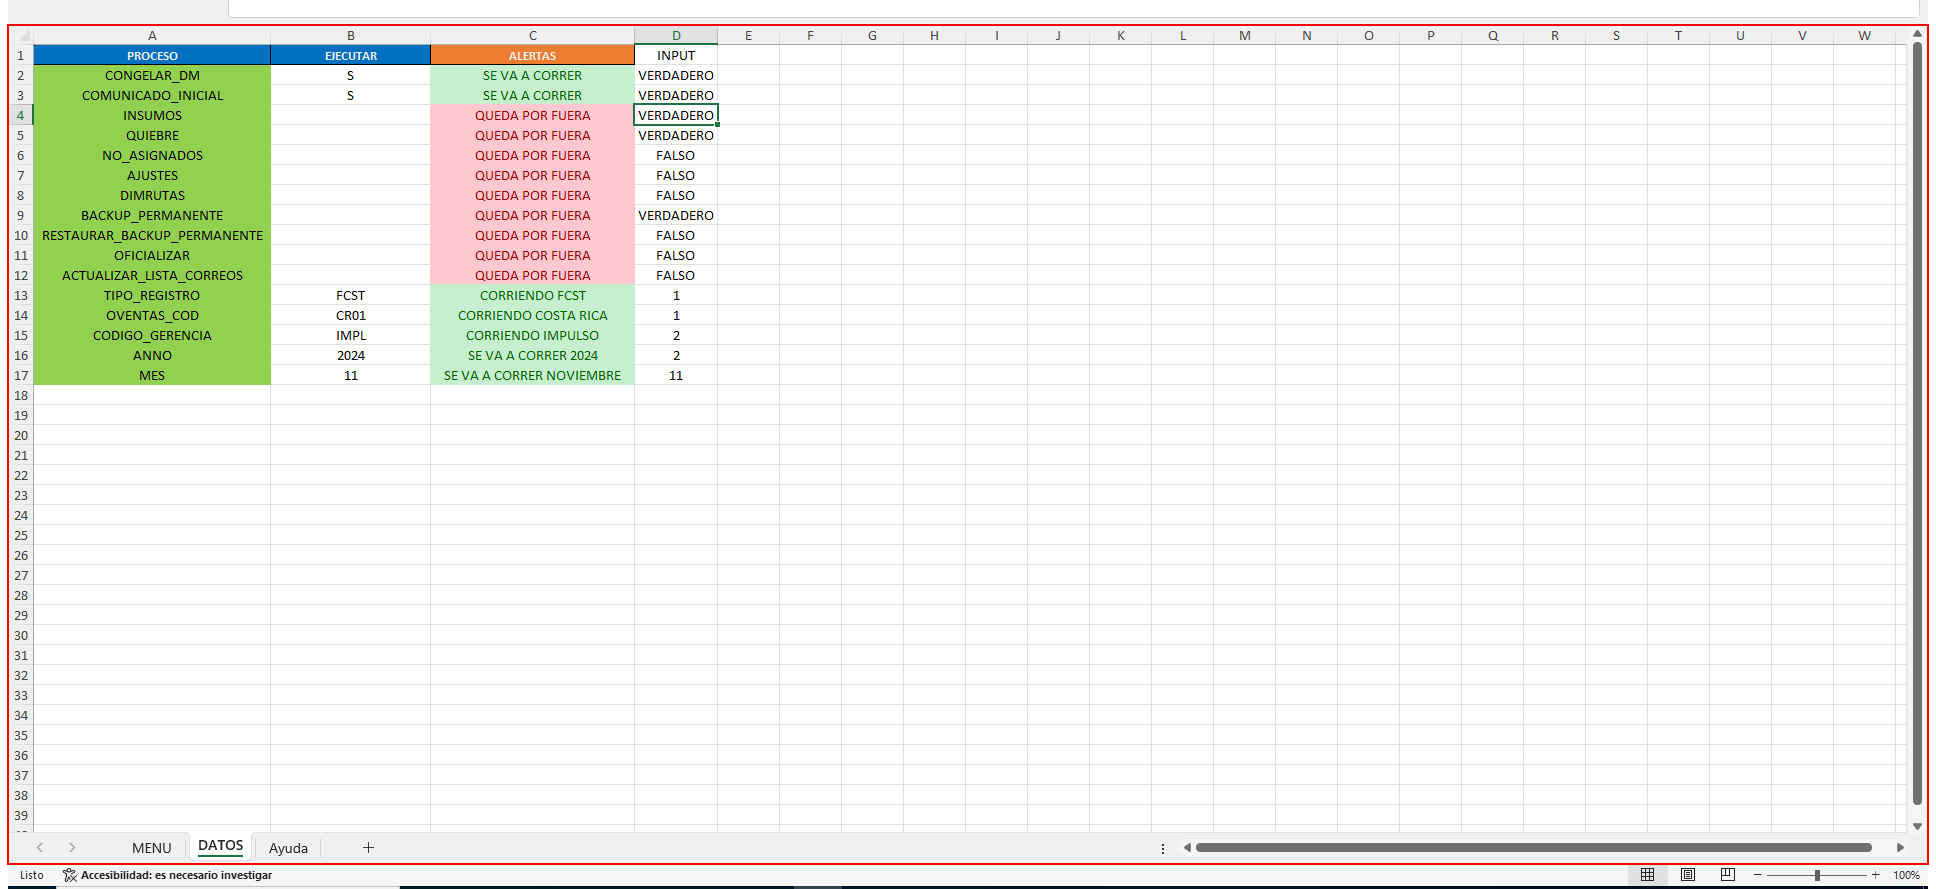 A B C D E F G H I J K L M N O P Q R S T U V W
1 PROCESO EJECUTAR ALERTAS INPUT
2 CONGELAR_DM S SE VA A CORRER VERDADERO
3 COMUNICADO_INICIAL S SE VA A CORRER VERDADERO
4 INSUMOS QUEDA POR FUERA VERDADERO
5 QUIEBRE QUEDA POR FUERA VERDADERO
6 NO_ASIGNADOS QUEDA POR FUERA FALSO
7 AJUSTES QUEDA POR FUERA FALSO
8 DIMRUTAS QUEDA POR FUERA FALSO
9 BACKUP_PERMANENTE QUEDA POR FUERA VERDADERO
10 RESTAURAR_BACKUP_PERMANENTE QUEDA POR FUERA FALSO
11 OFICIALIZAR QUEDA POR FUERA FALSO
12 ACTUALIZAR_LISTA_CORREOS QUEDA POR FUERA FALSO
13 TIPO_REGISTRO FCST CORRIENDO FCST 1
14 OVENTAS_COD CR01 CORRIENDO COSTA RICA 1
15 CODIGO_GERENCIA IMPL CORRIENDO IMPULSO 2
16 ANNO 2024 SE VA A CORRER 2024 2
17 MES 11 SE VA A CORRER NOVIEMBRE 11
18
19
20
21
22
23
24
25
26
27
28
29
30
31
32
33
34
35
36
37
38
39
MENU DATOS Ayuda +
Listo Accesibilidad: es necesario investigar − + 100%